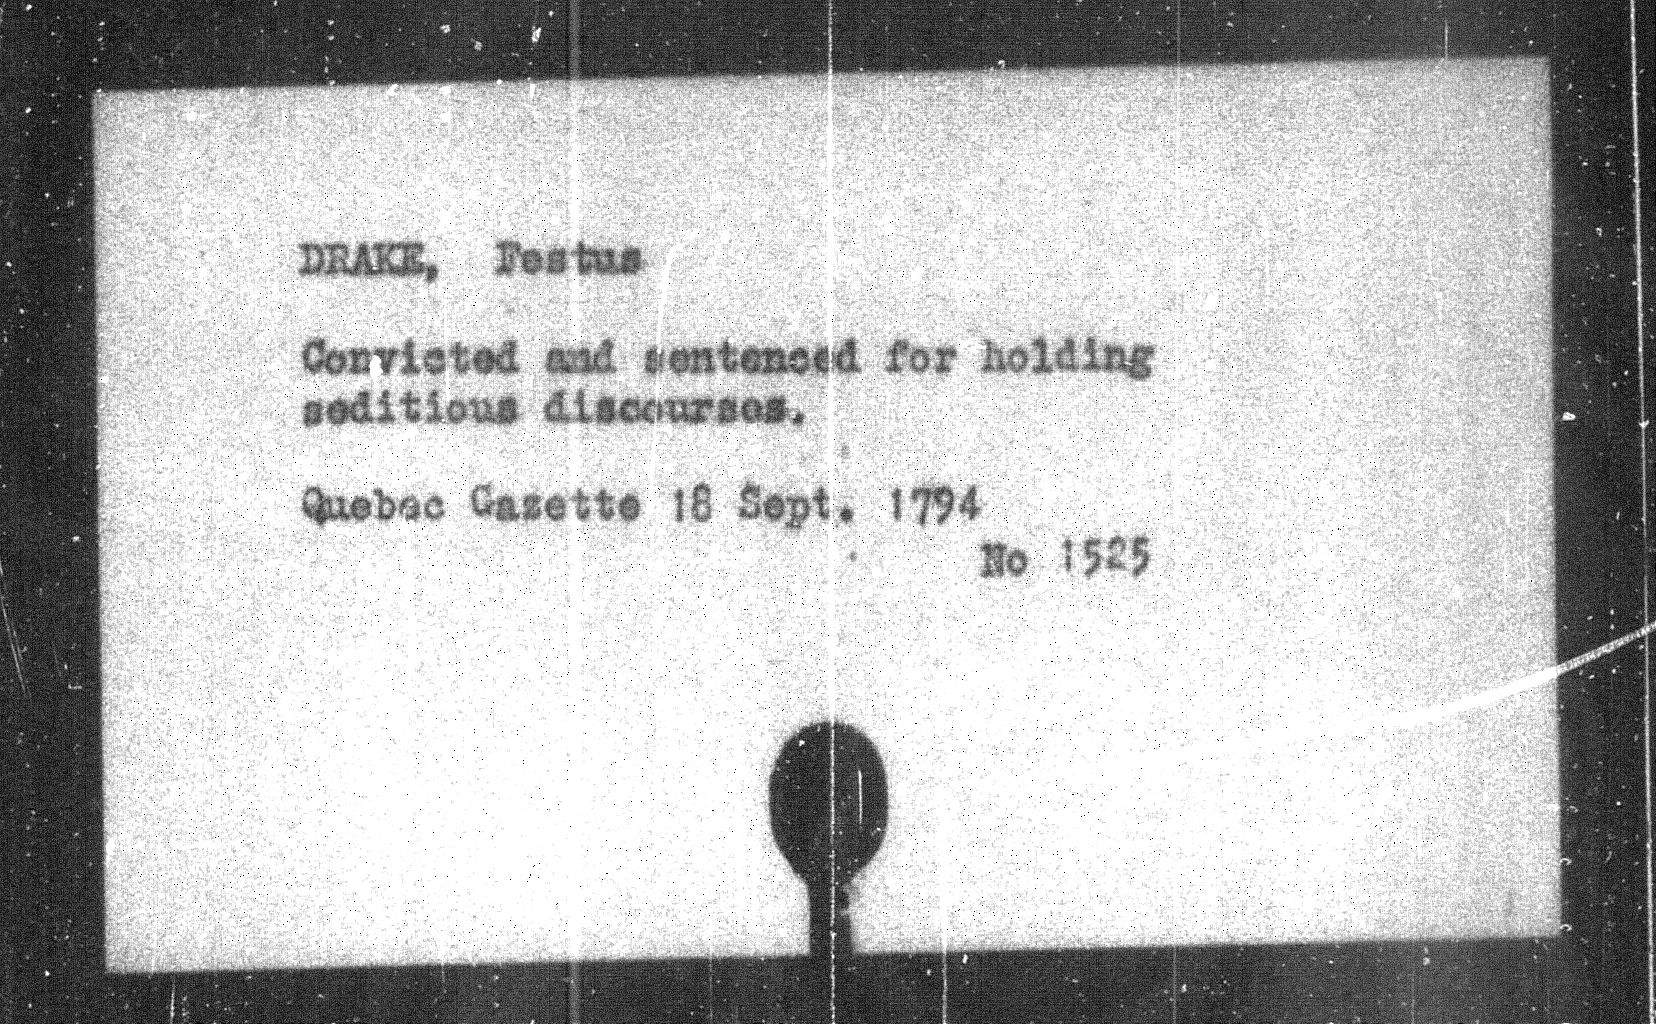 DRAKE, Festus
Convicted and sentenced for holding
seditious discourses.
Quebec Gazette 18 Sept. 1794
No 1525